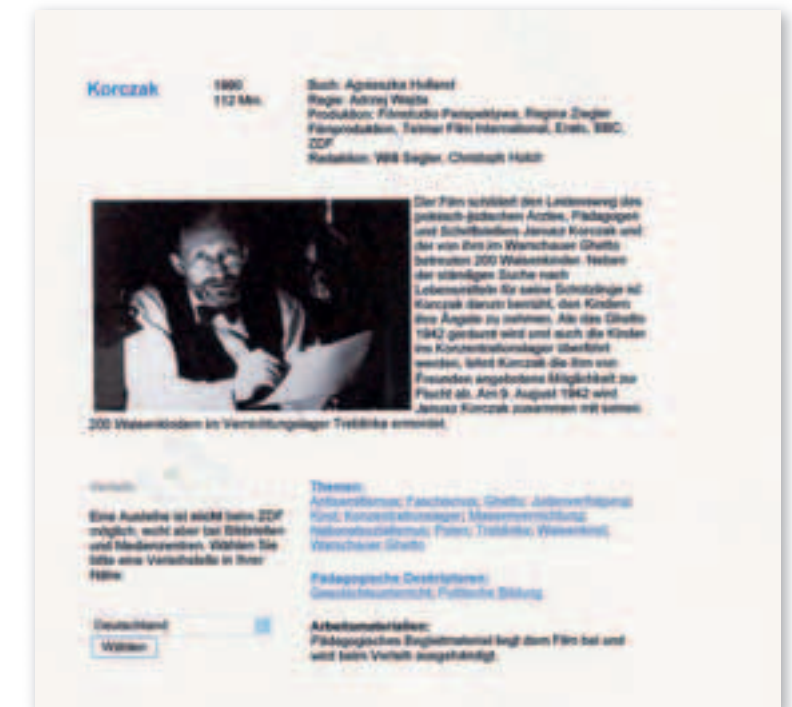 Korczak
1990
112 Min.
Buch: Agnieszka Holland
Regie: Andrzej Wajda
Produktion: Filmstudio Perspektywa, Regina Ziegler
Filmproduktion, Telmar Film International, Erato, BBC,
ZDF
Redaktion: Willi Segler, Christoph Holch
Der Film schildert den Leidensweg des
polnisch-jüdischen Arztes, Pädagogen
und Schriftstellers Janusz Korczak und
der von ihm im Warschauer Ghetto
betreuten 200 Waisenkinder. Neben
der ständigen Suche nach
Lebensmitteln für seine Schützlinge ist
Korczak darum bemüht, den Kindern
ihre Ängste zu nehmen. Als das Ghetto
1942 geräumt wird und auch die Kinder
ins Konzentrationslager überführt
werden, lehnt Korczak die ihm von
Freunden angebotene Möglichkeit zur
Flucht ab. Am 9. August 1942 wird
Janusz Korczak zusammen mit seinen
200 Waisenkindern im Vernichtungslager Treblinka ermordet.
Verleih:
Eine Ausleihe ist nicht beim ZDF
möglich, wohl aber bei Bildstellen
und Medienzentren. Wählen Sie
bitte eine Verleihstelle in Ihrer
Nähe:
Deutschland
Wählen
Themen:
Antisemitismus; Faschismus; Ghetto; Judenverfolgung;
Kind; Konzentrationslager; Massenvernichtung;
Nationalsozialismus; Polen; Treblinka; Waisenkind;
Warschauer Ghetto
Pädagogische Deskriptoren:
Geschichtsunterricht; Politische Bildung
Arbeitsmaterialien:
Pädagogisches Begleitmaterial liegt dem Film bei und
wird beim Verleih ausgehändigt.